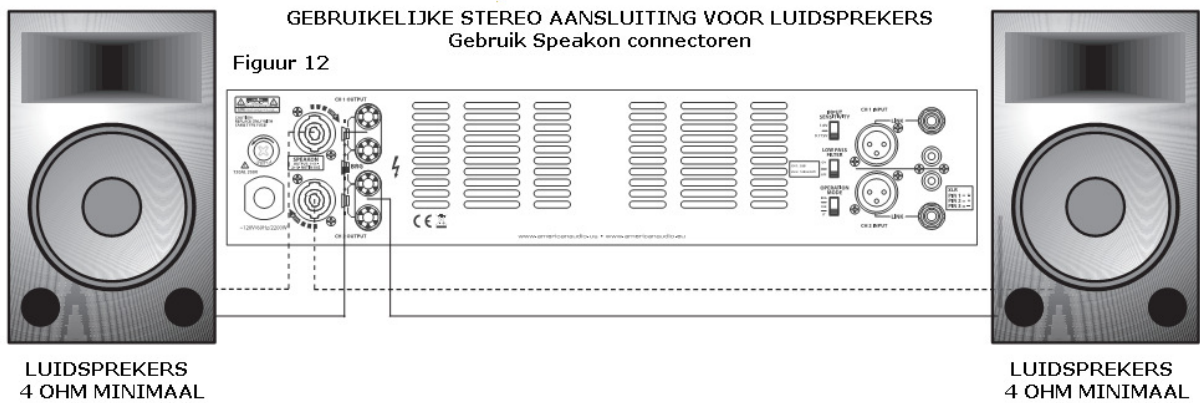 GEBRUIKELIJKE STEREO AANSLUITING VOOR LUIDSPREKERS
Gebruik Speakon connectoren
Figuur 12
CH 1 OUTPUT
SPEAKON
BRG
CH 2 OUTPUT
CE
www.americanaudio.us • www.americanaudio.eu
INPUT
SENSITIVITY
LOW PASS
FILTER
OPERATION
MODE
CH 1 INPUT
LINK
LINK
CH 2 INPUT
XLR
LUIDSPREKERS
4 OHM MINIMAAL
LUIDSPREKERS
4 OHM MINIMAAL